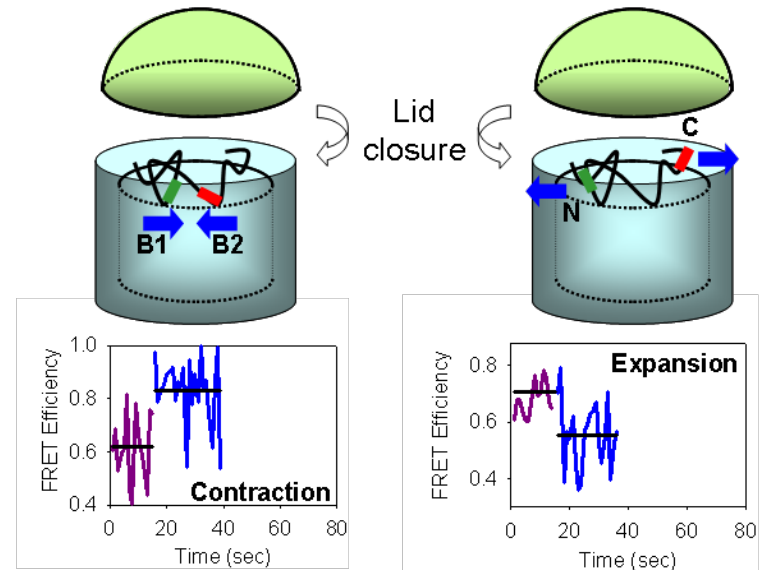 Lid
closure
C
N
B1 B2
1.0
0.8
0.6
0.4
FRET Efficiency
Contraction
0 20 40 60 80
Time (sec)
0.8
0.6
0.4
FRET Efficiency
Expansion
0 20 40 60 80
Time (sec)